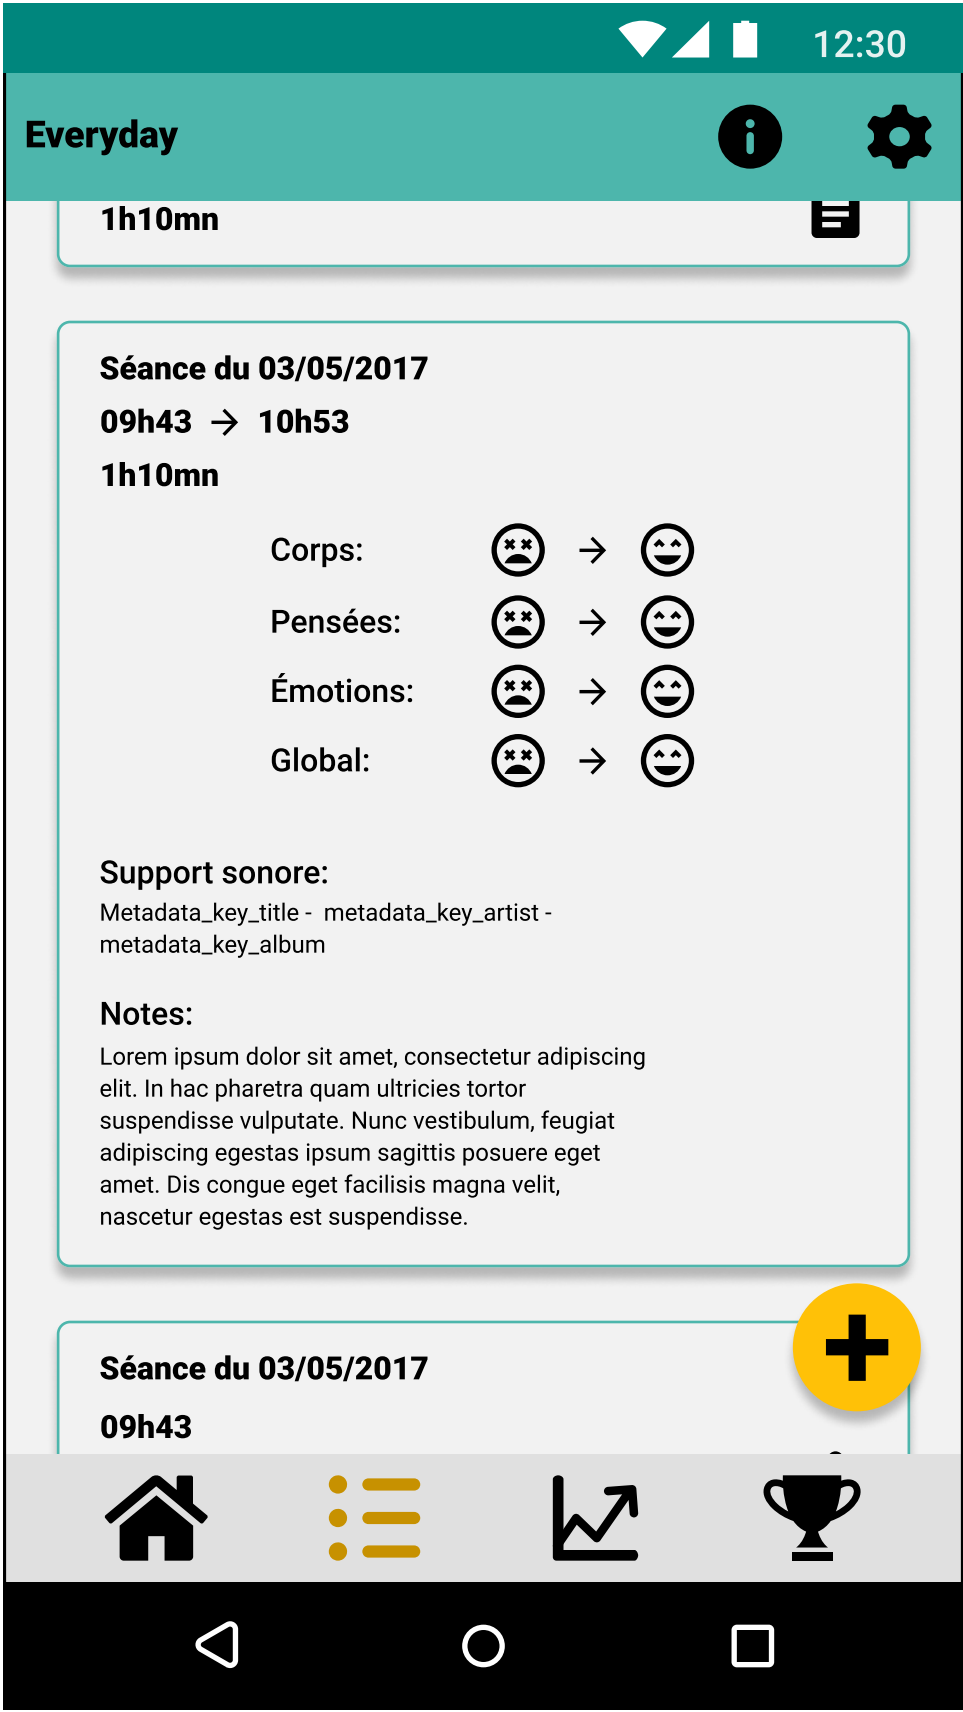 12:30
Everyday
1h10mn
Séance du 03/05/2017
09h43 → 10h53
1h10mn
Corps: →
Pensées: →
Émotions: →
Global: →
Support sonore:
Metadata_key_title - metadata_key_artist -
metadata_key_album
Notes:
Lorem ipsum dolor sit amet, consectetur adipiscing
elit. In hac pharetra quam ultricies tortor
suspendisse vulputate. Nunc vestibulum, feugiat
adipiscing egestas ipsum sagittis posuere eget
amet. Dis congue eget facilisis magna velit,
nascetur egestas est suspendisse.
Séance du 03/05/2017
09h43